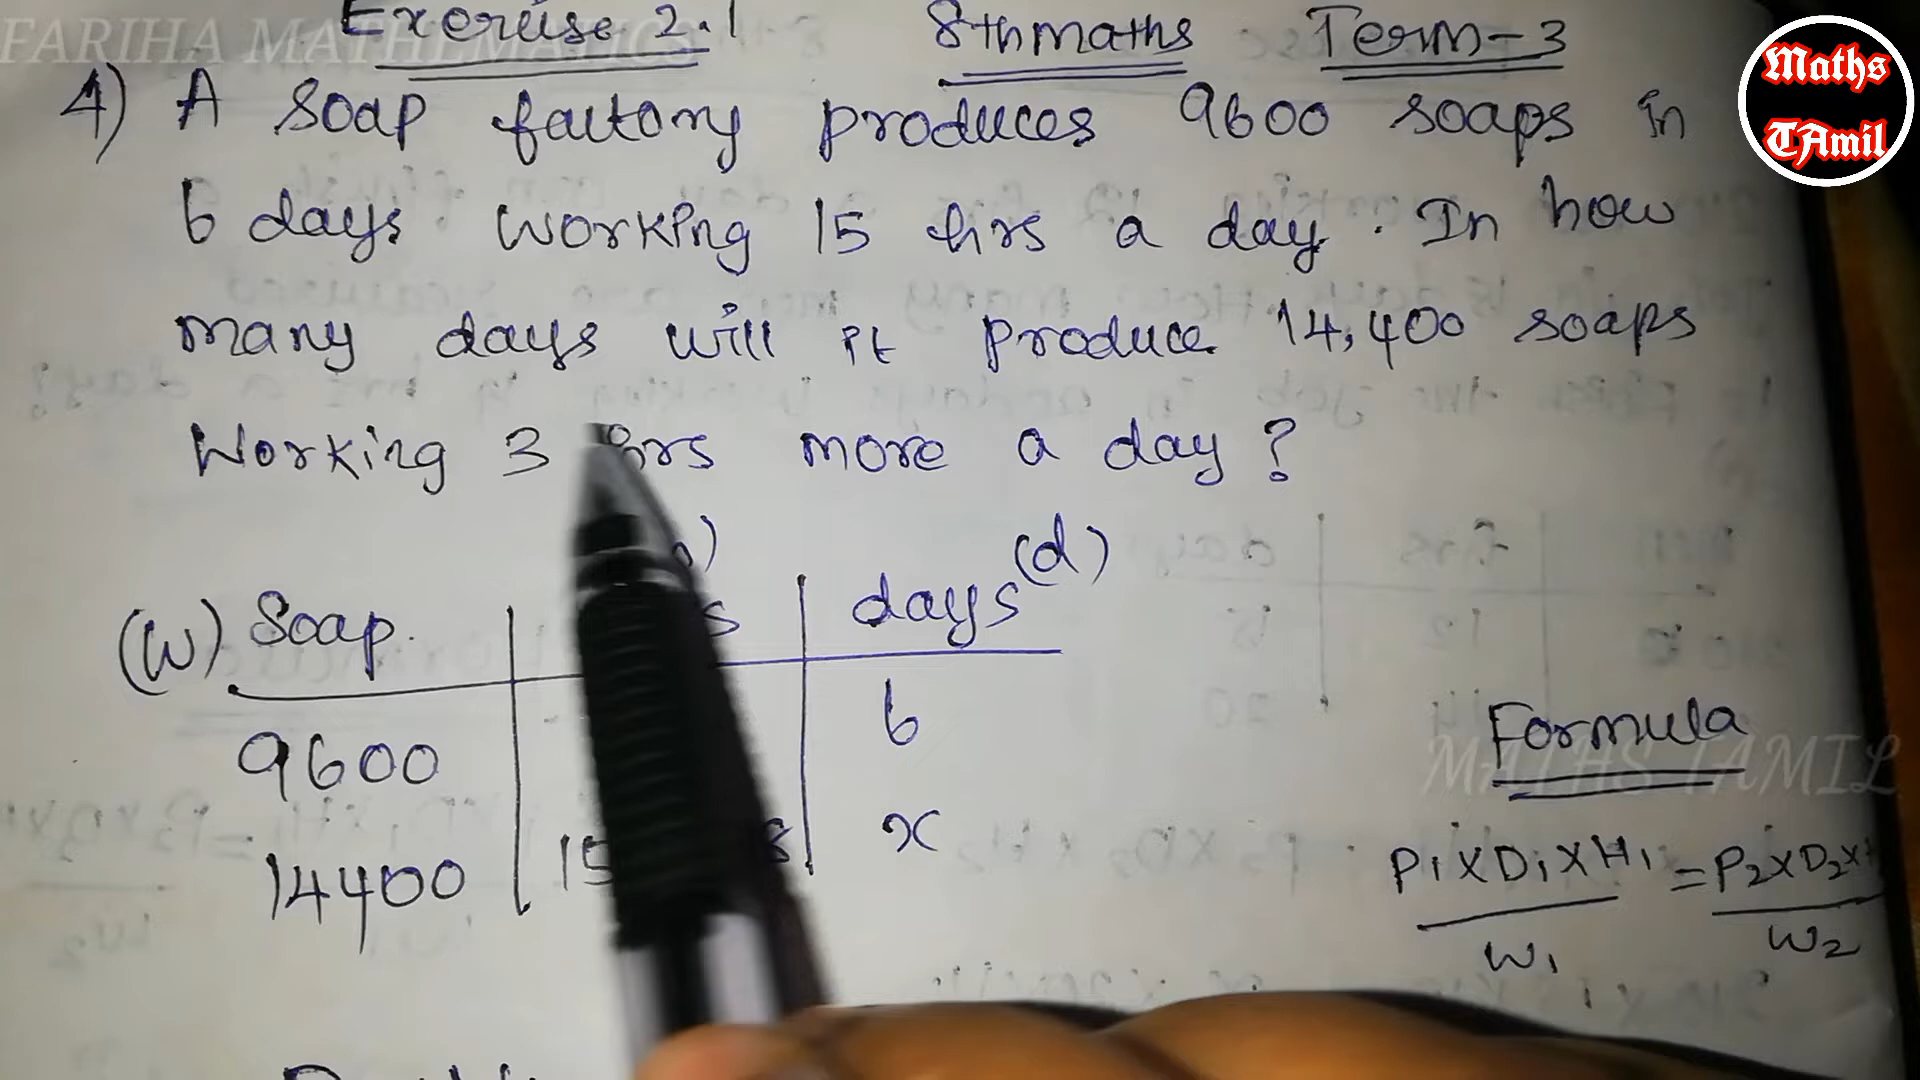 FARIHA MATHEMATICS
Exercise 2.1 8th maths Term-3
Maths
TAmil
4) A Soap factory produces 9600 soaps in
6 days working 15 hrs a day. In how
many days will it produce 14,400 soaps
Working 3 hrs more a day?
(W) Soap days (d)
9600 6
14400 15 8 x
Formula
MATHS TAMIL
P1 x D1 x H1 = P2 x D2 x
W1 W2